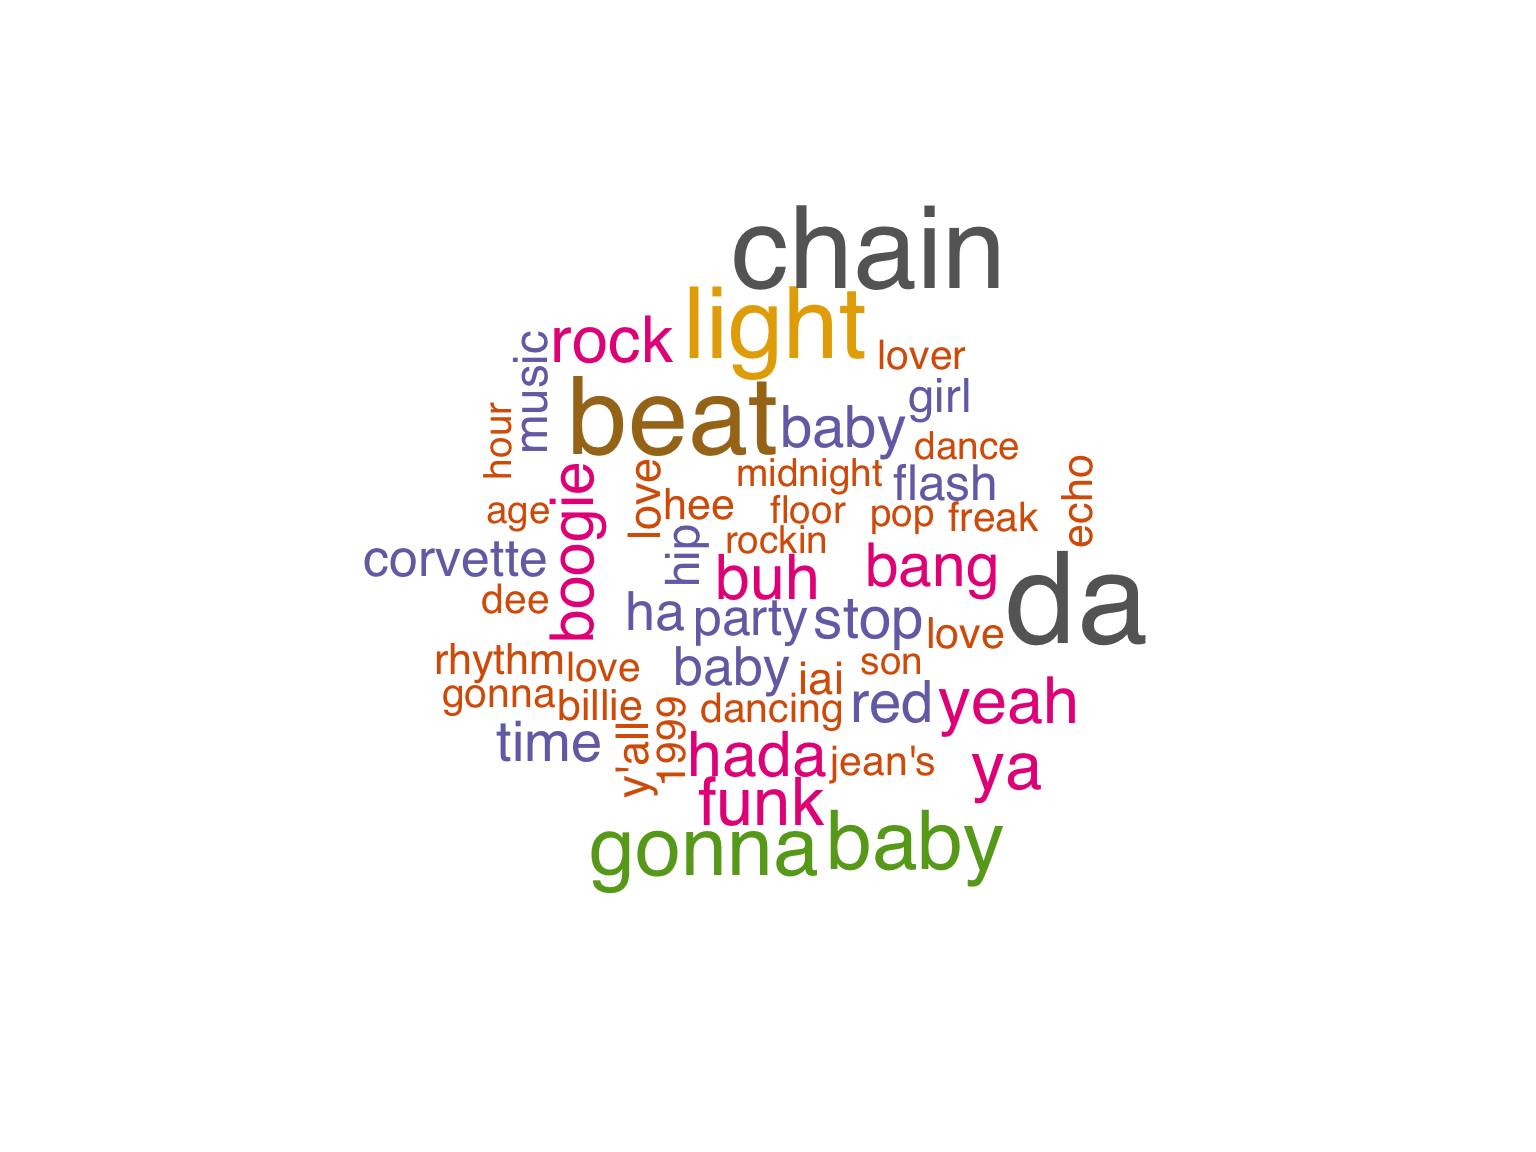 chain
light
rock
music
lover
beat
girl
baby
hour
dance
midnight
flash
echo
love
boogie
hee
floor
pop
freak
age
rockin
hip
corvette
buh
bang
da
dee
ha
party
stop
love
rhythm
love
baby
iai
son
gonna
billie
dancing
red
yeah
time
y'all
1999
hada
jean's
ya
funk
gonna
baby